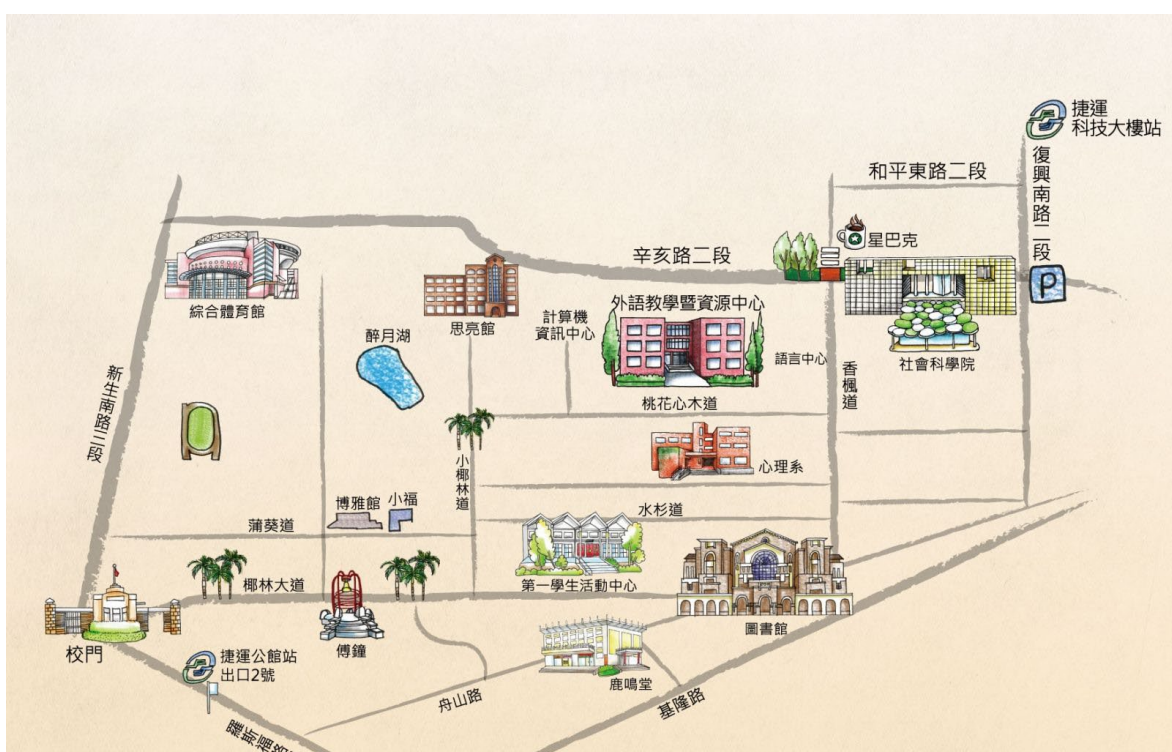 捷運
科技大樓站
復興南路二段
和平東路二段
星巴克
辛亥路二段
P
綜合體育館
思亮館
計算機
資訊中心
外語教學暨資源中心
語言中心
社會科學院
醉月湖
香楓道
新生南路三段
桃花心木道
小椰林道
心理系
博雅館
小福
水杉道
蒲葵道
椰林大道
第一學生活動中心
圖書館
校門
傅鐘
捷運公館站
出口2號
鹿鳴堂
舟山路
基隆路
羅斯福路